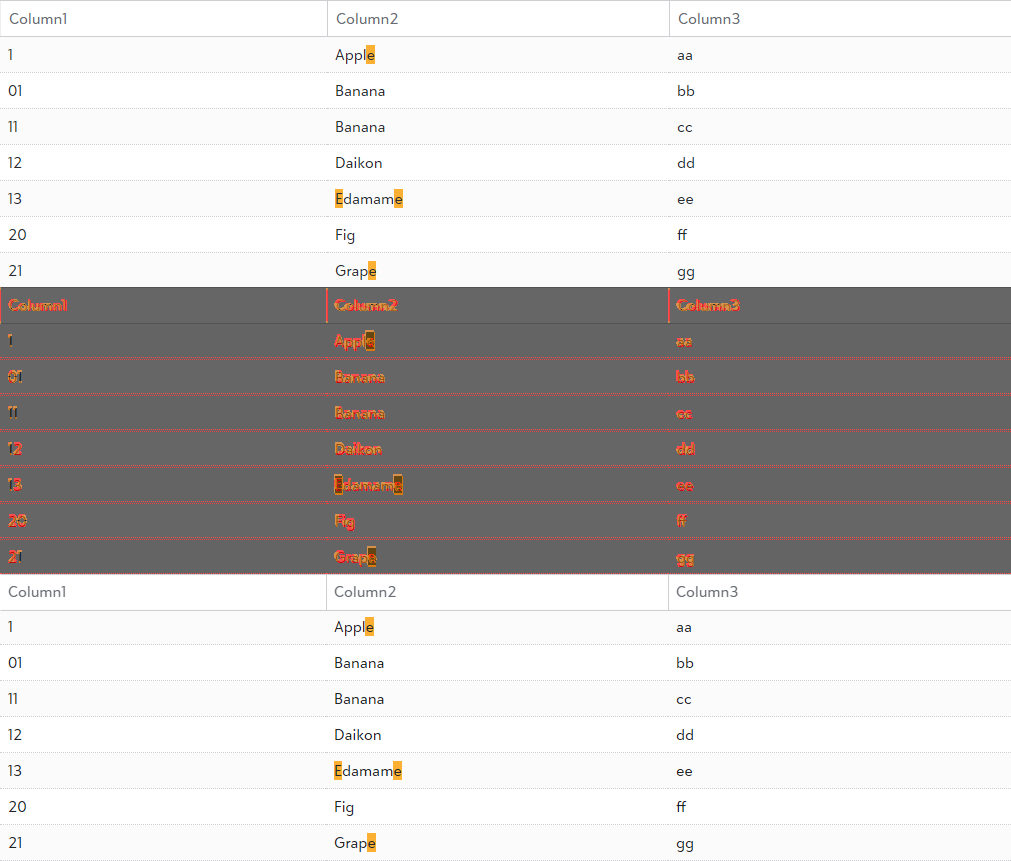 Column1 Column2 Column3
1 Apple aa
01 Banana bb
11 Banana cc
12 Daikon dd
13 Edamame ee
20 Fig ff
21 Grape gg
Column1 Column2 Column3
1 Apple aa
01 Banana bb
11 Banana cc
12 Daikon dd
13 Edamame ee
20 Fig ff
21 Grape gg
Column1 Column2 Column3
1 Apple aa
01 Banana bb
11 Banana cc
12 Daikon dd
13 Edamame ee
20 Fig ff
21 Grape gg